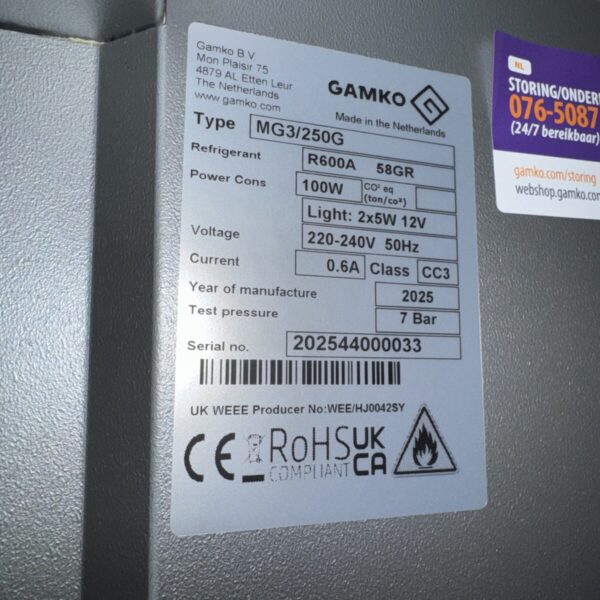 Gamko B V
Mon Plaisir 75
4879 AL Etten Leur
The Netherlands
www.gamko.com
GAMKO
Made in the Netherlands
Type MG3/250G
Refrigerant R600A 58GR
Power Cons 100W CO² eq (ton/co²)
Light: 2x5W 12V
Voltage 220-240V 50Hz
Current 0.6A Class CC3
Year of manufacture 2025
Test pressure 7 Bar
Serial no. 202544000033
UK WEEE Producer No:WEE/HJ0042SY
CE RoHS COMPLIANT UK CA
NL
STORING/ONDER
076-5087
(24/7 bereikbaar)
gamko.com/storing
webshop.gamko.com